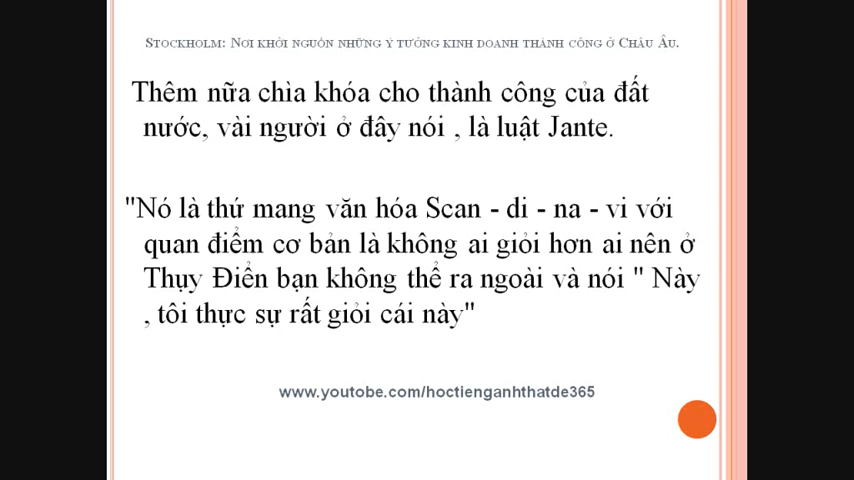 STOCKHOLM: NƠI KHỞI NGUỒN NHỮNG Ý TƯỞNG KINH DOANH THÀNH CÔNG Ở CHÂU ÂU.
Thêm nữa chìa khóa cho thành công của đất
nước, vài người ở đây nói , là luật Jante.
"Nó là thứ mang văn hóa Scan - di - na - vi với
quan điểm cơ bản là không ai giỏi hơn ai nên ở
Thụy Điển bạn không thể ra ngoài và nói " Này
, tôi thực sự rất giỏi cái này"
www.youtobe.com/hoctienganhthatde365